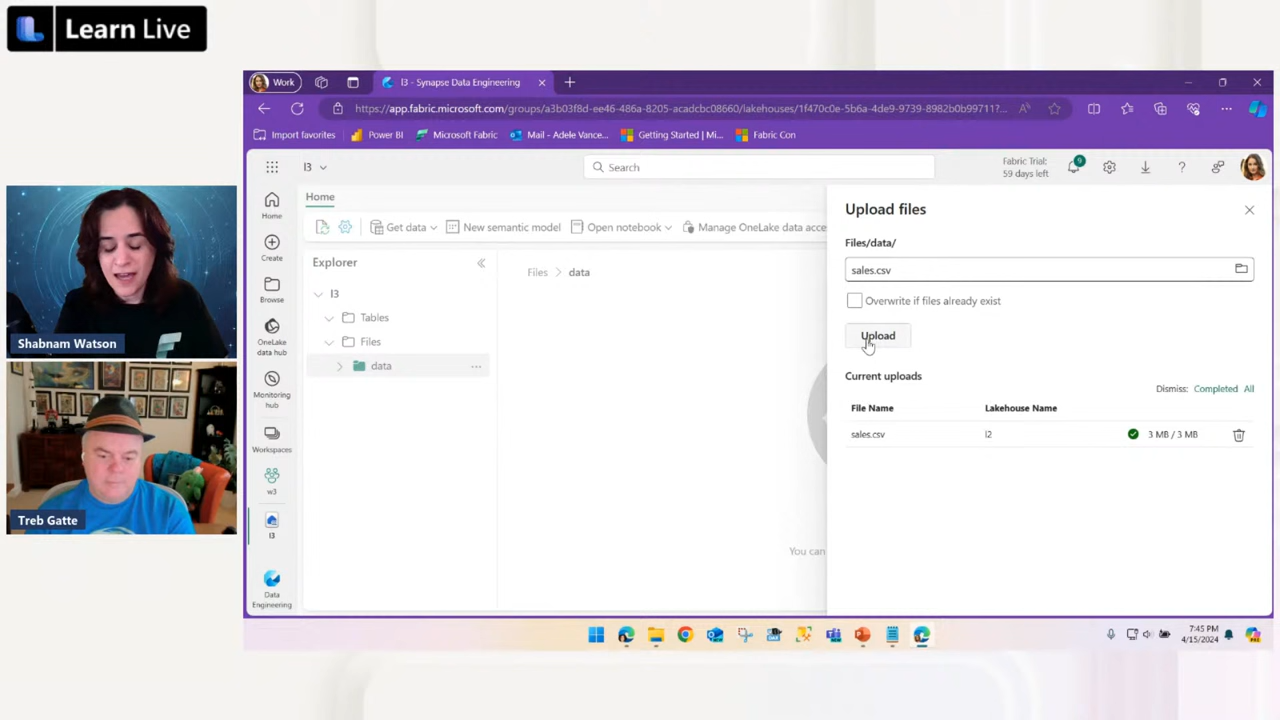 Learn Live
Work
l3 - Synapse Data Engineering
https://app.fabric.microsoft.com/groups/a3b03f8d-ee46-486a-8205-acadcbc08660/lakehouses/1f470c0e-5b6a-4de9-9739-8982b0b99711?...
Import favorites
Power BI
Microsoft Fabric
Mail - Adele Vance...
Getting Started | Mi...
Fabric Con
l3
Search
Fabric Trial:
59 days left
9
Home
Create
Browse
OneLake
data hub
Monitoring
hub
Workspaces
w3
l3
Data
Engineering
Home
Get data
New semantic model
Open notebook
Manage OneLake data acce
Explorer
l3
Tables
Files
data
...
Files > data
You can
Upload files
Files/data/
sales.csv
Overwrite if files already exist
Upload
Current uploads
Dismiss: Completed All
File Name Lakehouse Name
sales.csv l2 3 MB / 3 MB
Shabnam Watson
Treb Gatte
7:45 PM
4/15/2024